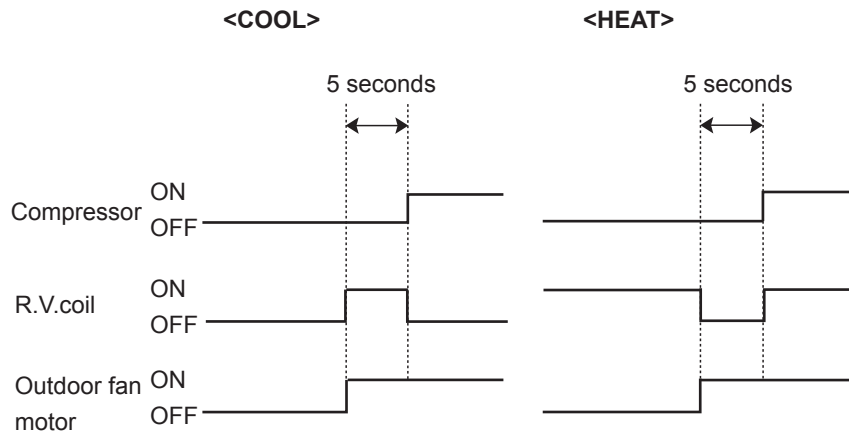 <COOL> <HEAT>
5 seconds 5 seconds
Compressor ON
OFF
R.V.coil ON
OFF
Outdoor fan motor ON
OFF